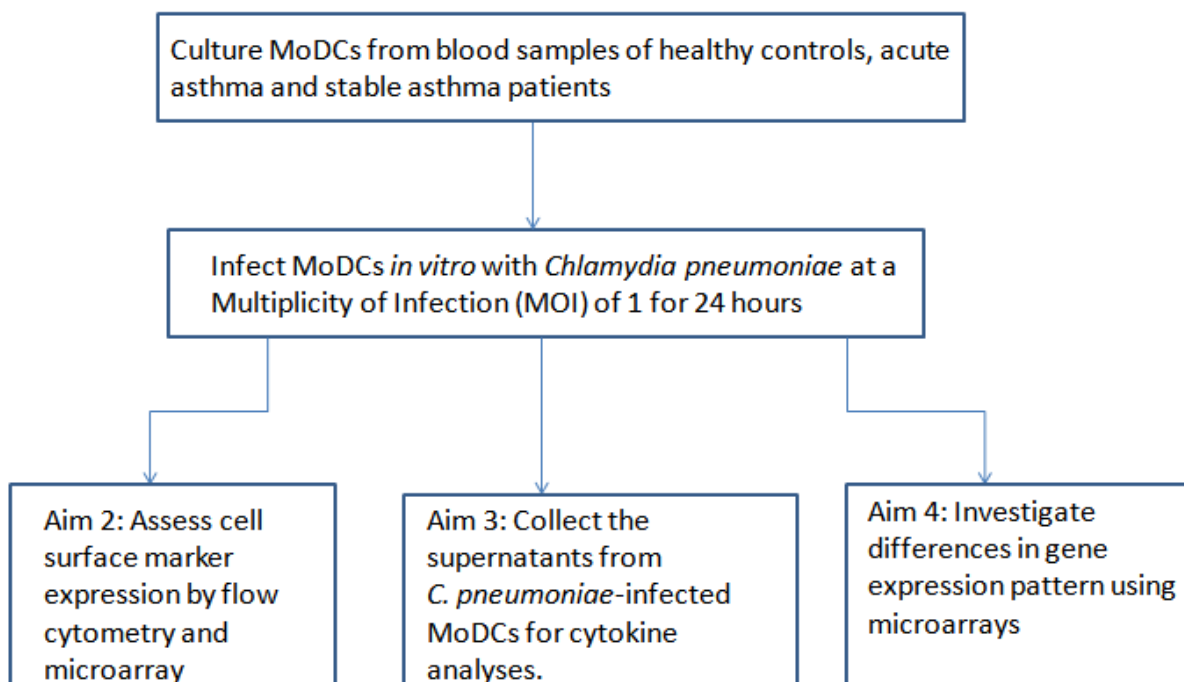 Culture MoDCs from blood samples of healthy controls, acute
asthma and stable asthma patients
Infect MoDCs in vitro with Chlamydia pneumoniae at a
Multiplicity of Infection (MOI) of 1 for 24 hours
Aim 2: Assess cell
surface marker
expression by flow
cytometry and
microarray
Aim 3: Collect the
supernatants from
C. pneumoniae-infected
MoDCs for cytokine
analyses.
Aim 4: Investigate
differences in gene
expression pattern using
microarrays